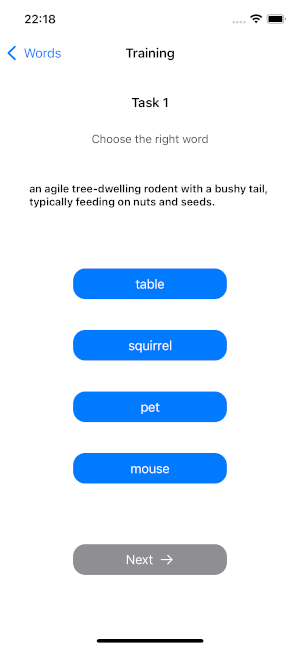 22:18
Words
Training
Task 1
Choose the right word
an agile tree-dwelling rodent with a bushy tail,
typically feeding on nuts and seeds.
table
squirrel
pet
mouse
Next →